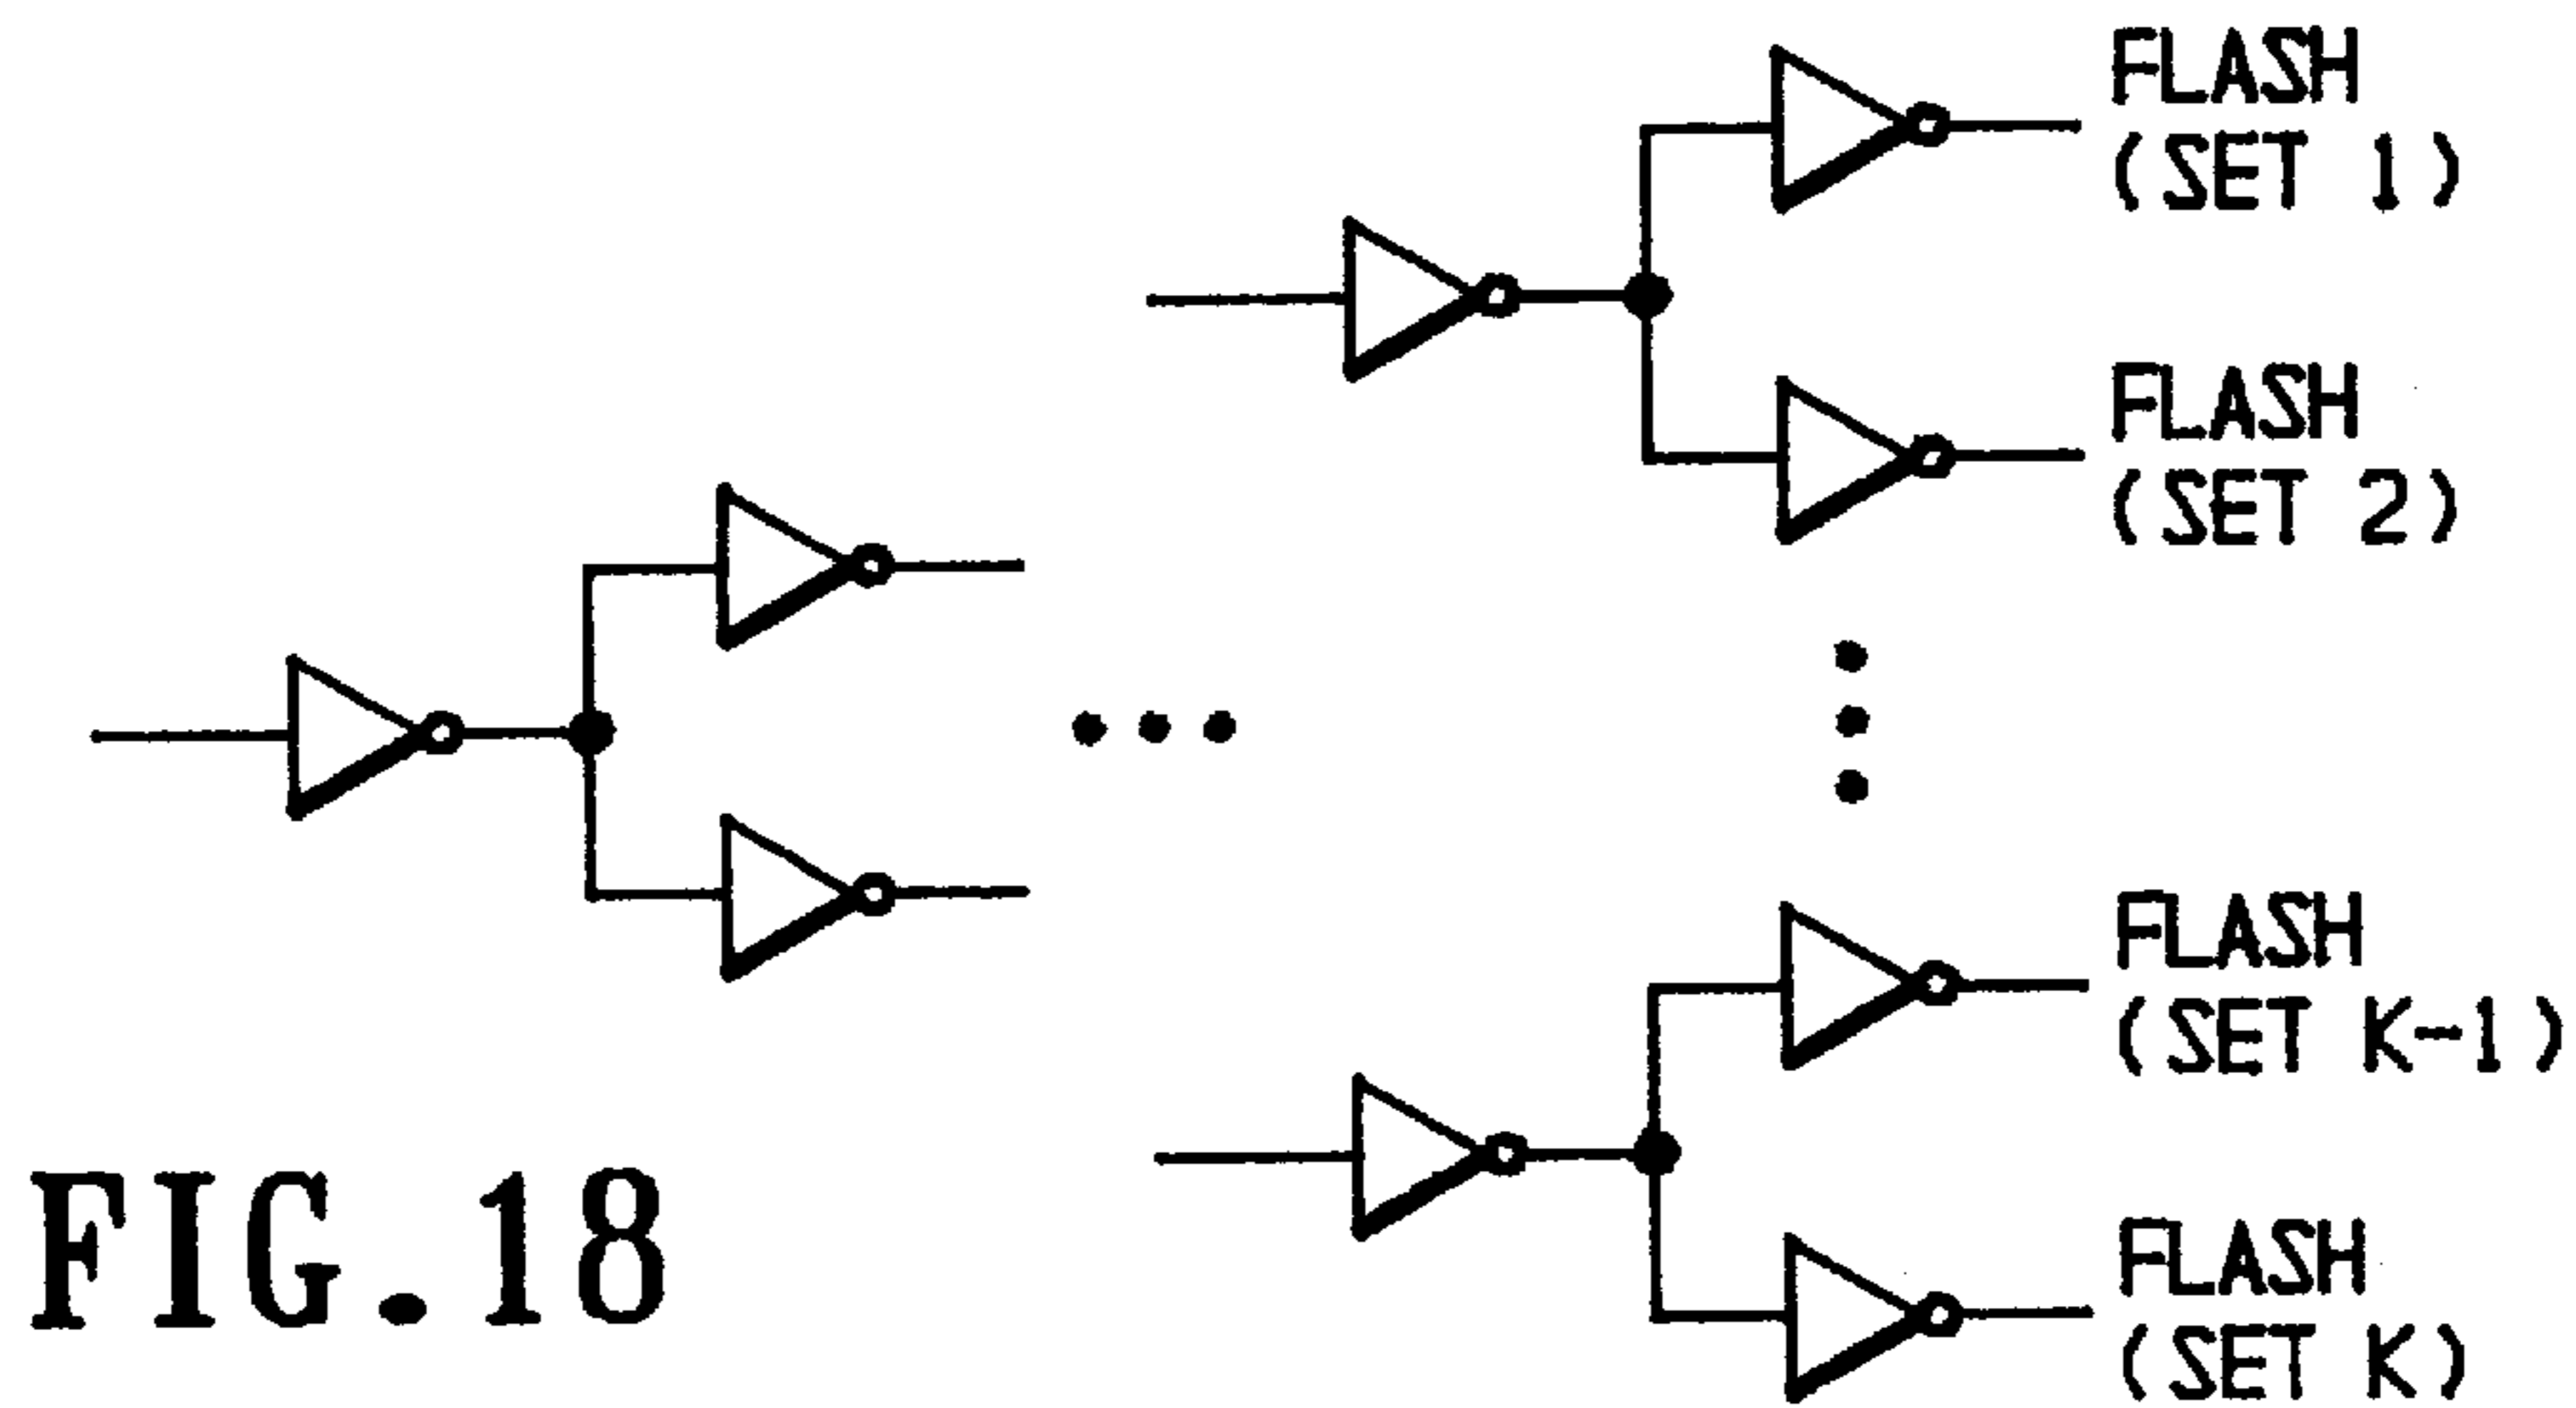 FLASH
(SET 1)
FLASH
(SET 2)
FLASH
(SET K-1)
FLASH
(SET K)
FIG.18